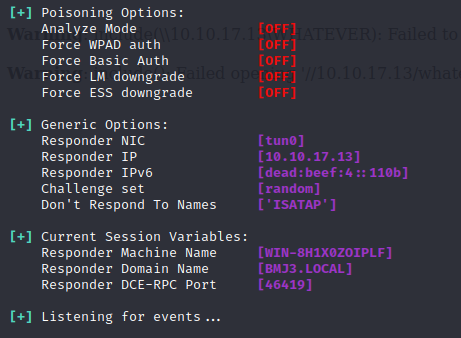 [+] Poisoning Options:
Analyze Mode [OFF]
Force WPAD auth [OFF]
Force Basic Auth [OFF]
Force LM downgrade [OFF]
Force ESS downgrade [OFF]
[+] Generic Options:
Responder NIC [tun0]
Responder IP [10.10.17.13]
Responder IPv6 [dead:beef:4::110b]
Challenge set [random]
Don't Respond To Names ['ISATAP']
[+] Current Session Variables:
Responder Machine Name [WIN-8H1X0ZOIPLF]
Responder Domain Name [BMJ3.LOCAL]
Responder DCE-RPC Port [46419]
[+] Listening for events...